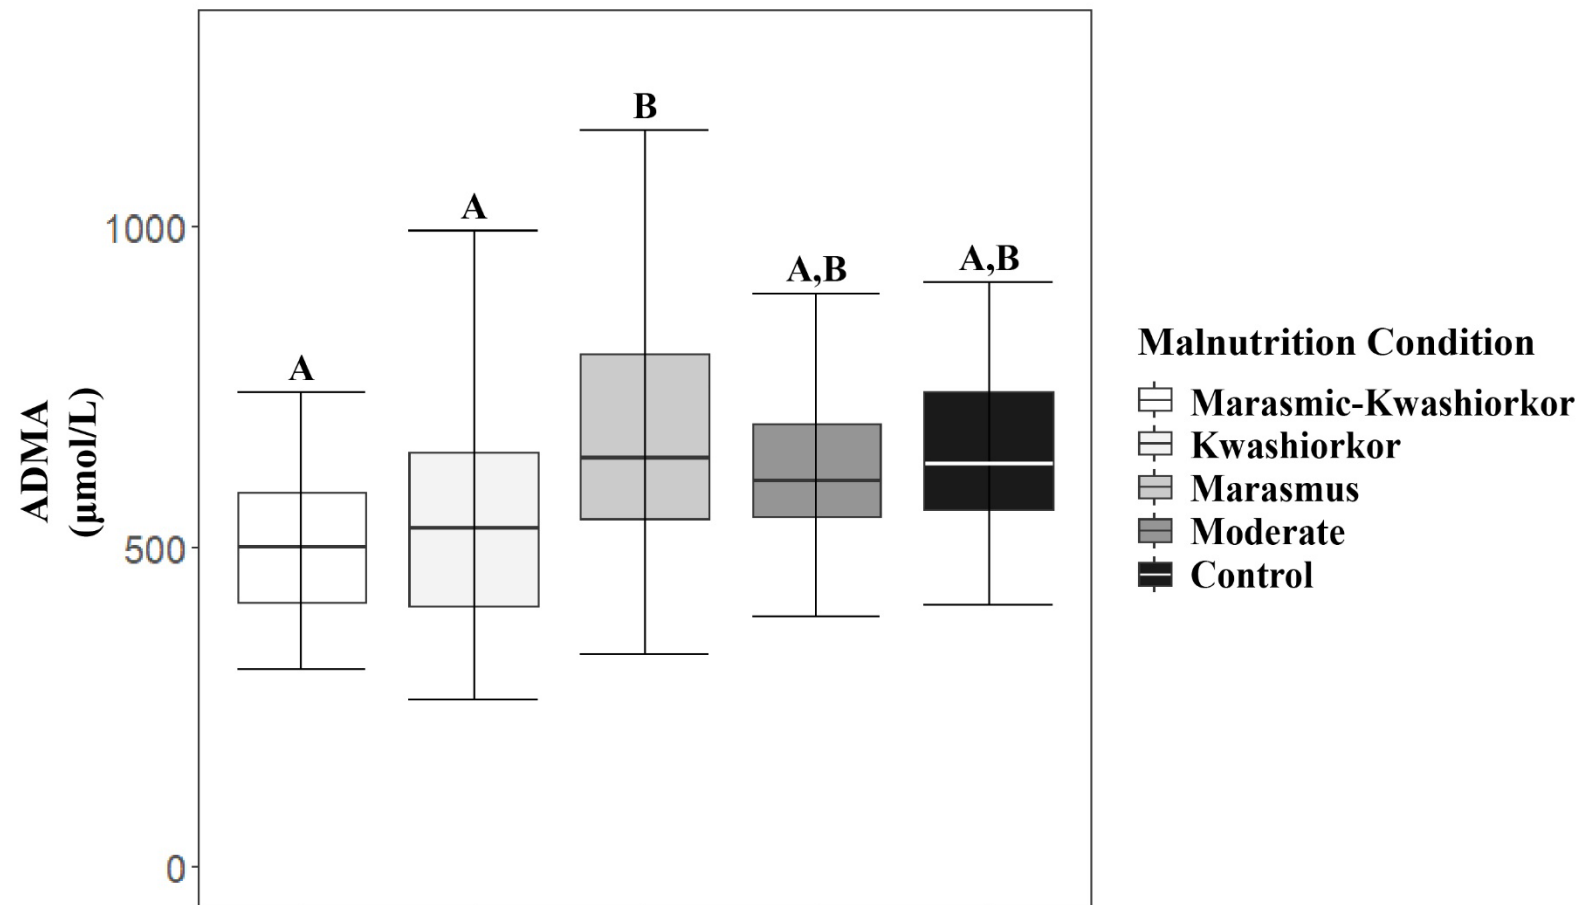 B
A
A
A,B
A,B
1000
500
0
ADMA
(µmol/L)
Malnutrition Condition
Marasmic-Kwashiorkor
Kwashiorkor
Marasmus
Moderate
Control